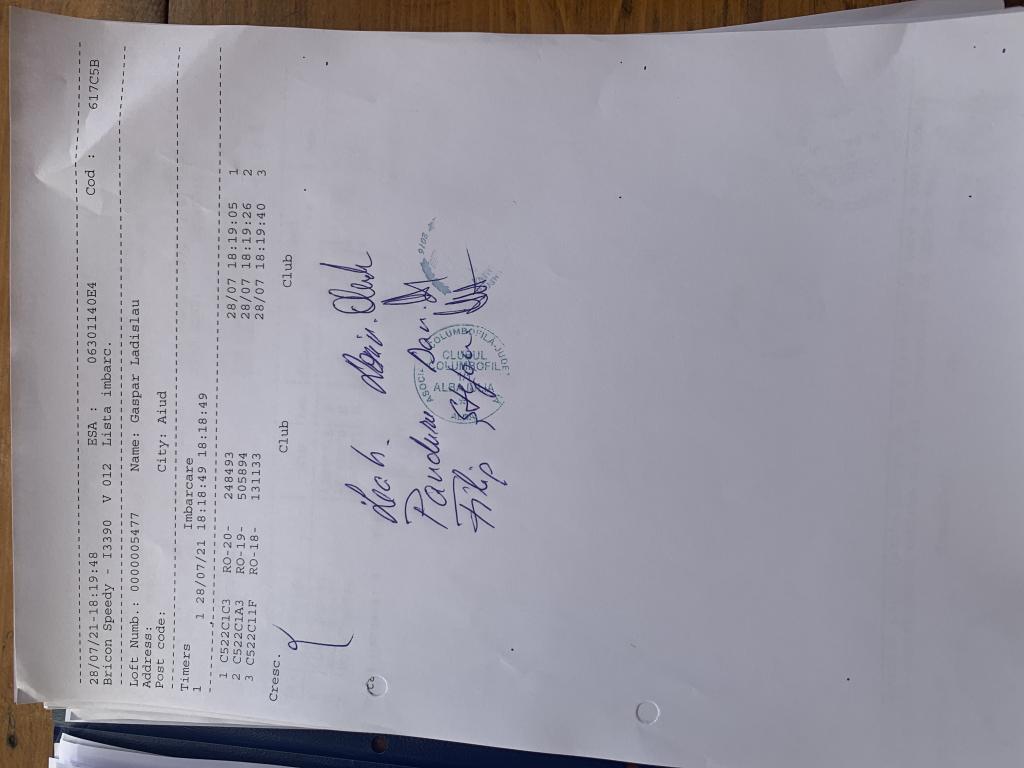 28/07/21-18:19:48 ESA : 06301140E4 Cod : 617C5B
Bricon Speedy - I3390 V 012 Lista imbarc.
Loft Numb.: 0000005477 Name: Gaspar Ladislau
Address:
Post code: City: Aiud
Timers Imbarcare
1 1 28/07/21 18:18:49 18:18:49
1 C522C1C3 RO-20- 248493 28/07 18:19:05 1
2 C522C1A3 RO-19- 505894 28/07 18:19:26 2
3 C522C11F RO-18- 131133 28/07 18:19:40 3
Cresc. Club Club
Pandure Dan
Filip
CLUBUL
COLUMBOFIL
ALBA IULIA